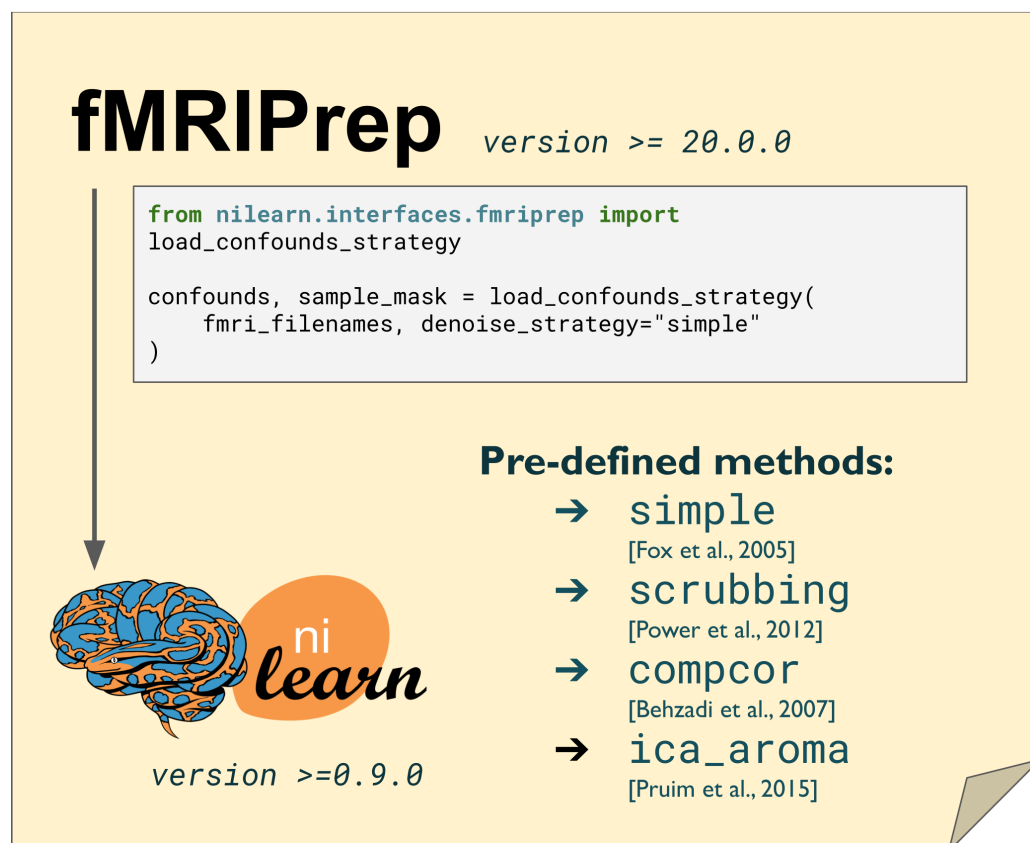 fMRIPrep version >= 20.0.0
from nilearn.interfaces.fmriprep import
load_confounds_strategy
confounds, sample_mask = load_confounds_strategy(
    fmri_filenames, denoise_strategy="simple"
)
Pre-defined methods:
➔ simple
[Fox et al., 2005]
➔ scrubbing
[Power et al., 2012]
➔ compcor
[Behzadi et al., 2007]
➔ ica_aroma
[Pruim et al., 2015]
ni
learn
version >=0.9.0